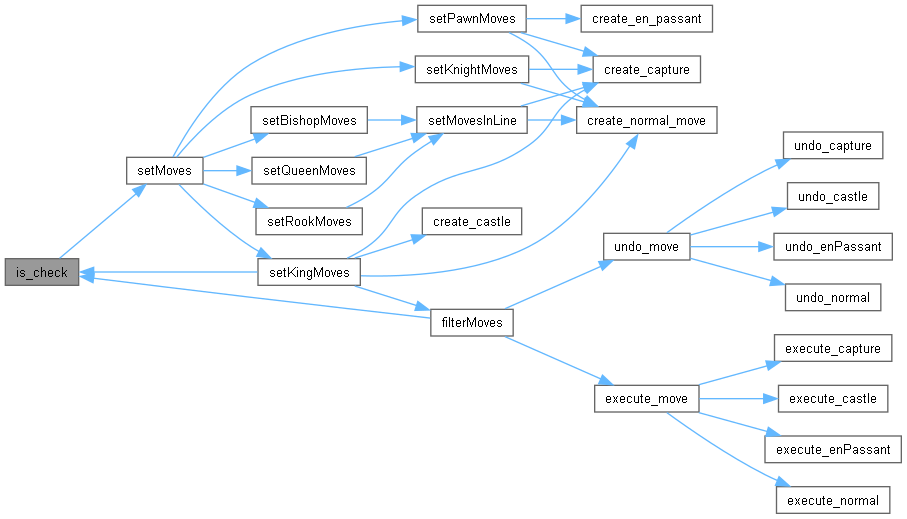 setPawnMoves
create_en_passant
setKnightMoves
create_capture
setBishopMoves
setMovesInLine
create_normal_move
setMoves
setQueenMoves
undo_capture
setRookMoves
create_castle
undo_castle
is_check
setKingMoves
undo_move
undo_enPassant
undo_normal
filterMoves
execute_capture
execute_move
execute_castle
execute_enPassant
execute_normal